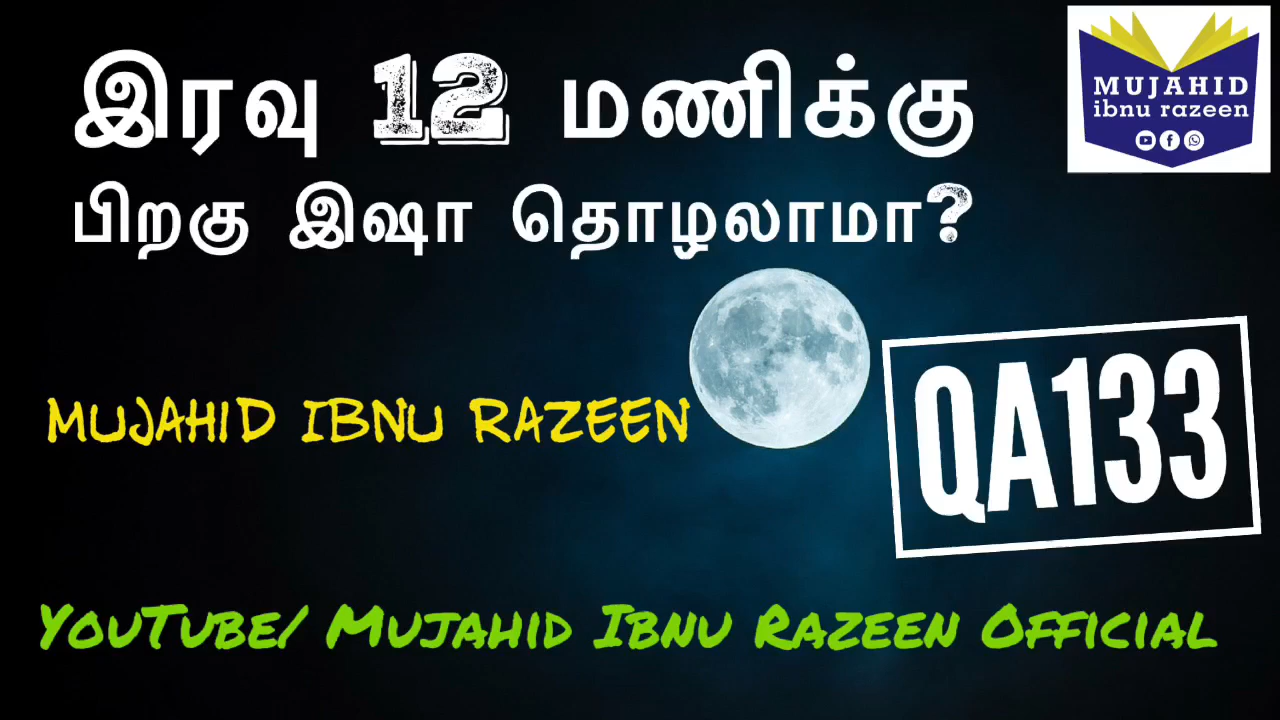 இரவு 12 மணிக்கு
பிறகு இஷா தொழலாமா?
MUJAHID
ibnu razeen
MUJAHID IBNU RAZEEN
QA133
YouTube/ Mujahid Ibnu Razeen Official